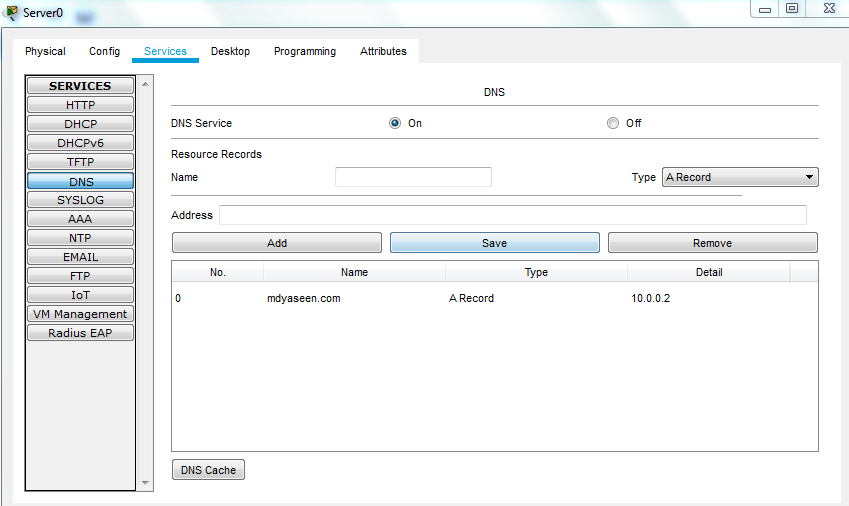 Server0
Physical Config Services Desktop Programming Attributes
SERVICES
HTTP
DHCP
DHCPv6
TFTP
DNS
SYSLOG
AAA
NTP
EMAIL
FTP
IoT
VM Management
Radius EAP
DNS
DNS Service On Off
Resource Records
Name Type A Record
Address
Add Save Remove
No. Name Type Detail
0 mdyaseen.com A Record 10.0.0.2
DNS Cache